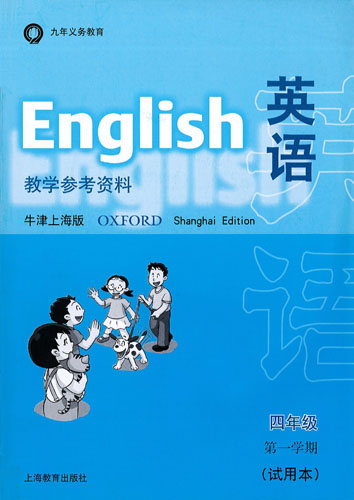 九年义务教育
English
英语
教学参考资料
牛津上海版 OXFORD Shanghai Edition
四年级
第一学期
(试用本)
上海教育出版社